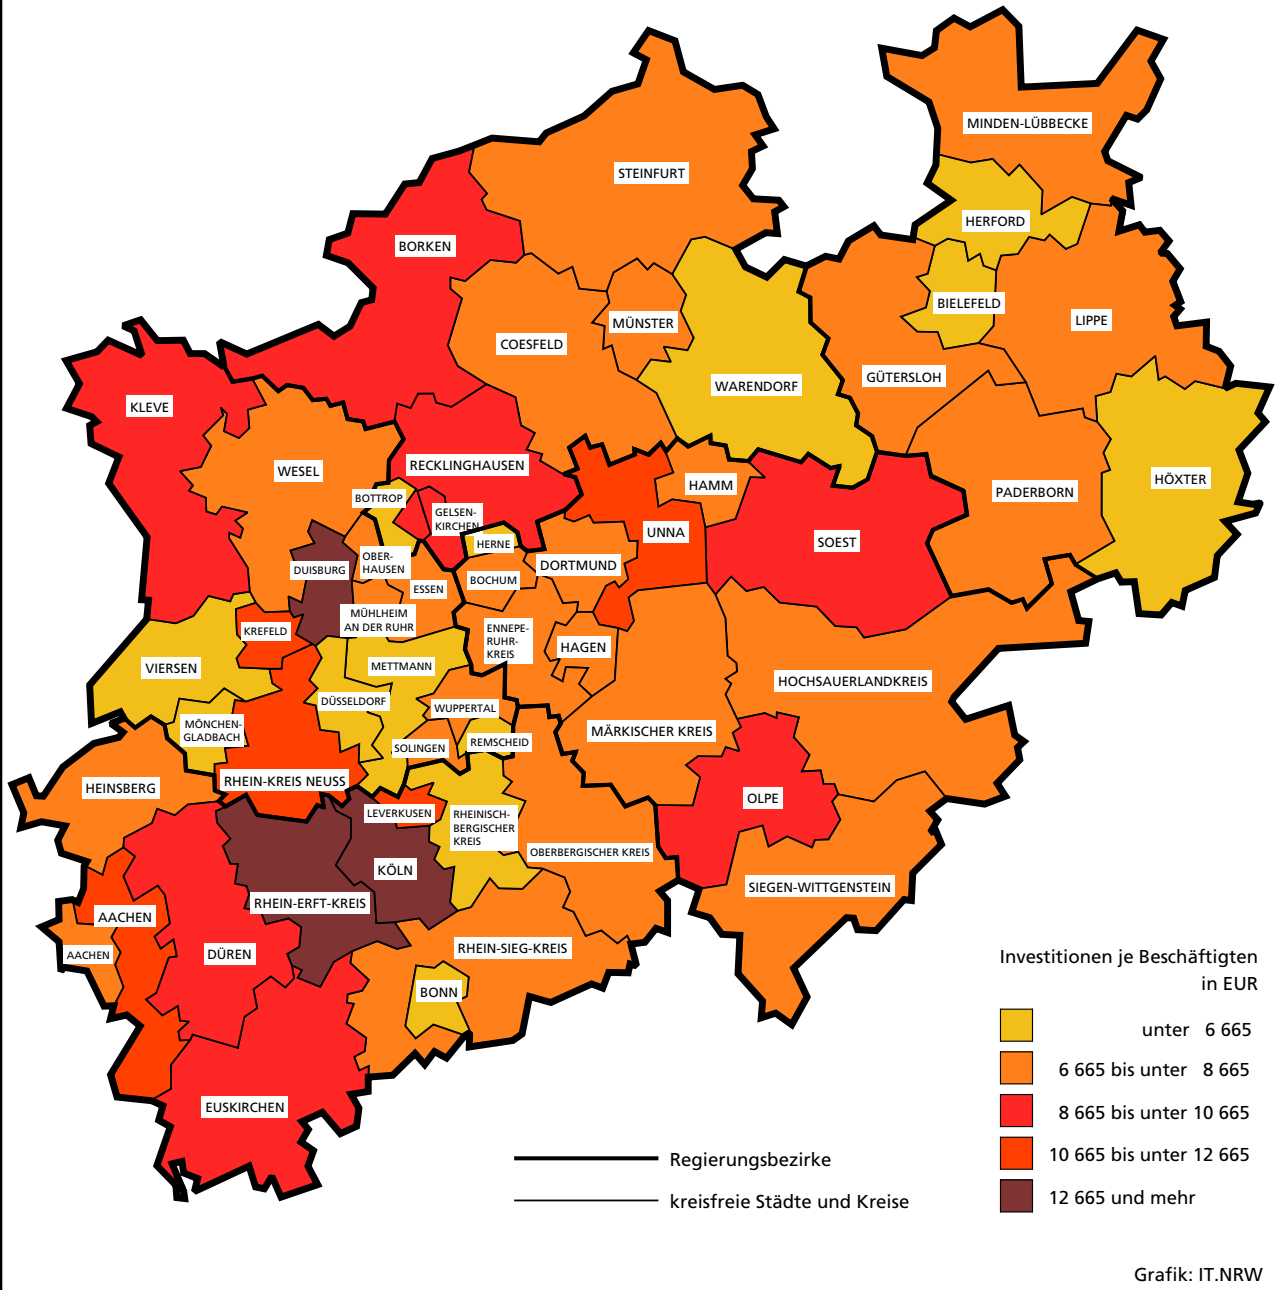 MINDEN-LÜBBECKE
STEINFURT
HERFORD
BORKEN
BIELEFELD
MÜNSTER
LIPPE
COESFELD
GÜTERSLOH
WARENDORF
KLEVE
RECKLINGHAUSEN
WESEL
HÖXTER
HAMM
PADERBORN
BOTTROP
GELSEN-
KIRCHEN
UNNA
SOEST
HERNE
OBER-
HAUSEN
DORTMUND
DUISBURG
BOCHUM
ESSEN
MÜHLHEIM
AN DER RUHR
KREFELD
ENNEPE-
RUHR-
KREIS
HAGEN
VIERSEN
METTMANN
HOCHSAUERLANDKREIS
DÜSSELDORF
WUPPERTAL
MÖNCHEN-
GLADBACH
MÄRKISCHER KREIS
REMSCHEID
SOLINGEN
RHEIN-KREIS NEUSS
HEINSBERG
OLPE
LEVERKUSEN
RHEINISCH-
BERGISCHER
KREIS
OBERBERGISCHER KREIS
KÖLN
SIEGEN-WITTGENSTEIN
RHEIN-ERFT-KREIS
AACHEN
RHEIN-SIEG-KREIS
DÜREN
AACHEN
BONN
EUSKIRCHEN
Investitionen je Beschäftigten
in EUR
unter 6 665
6 665 bis unter 8 665
8 665 bis unter 10 665
10 665 bis unter 12 665
12 665 und mehr
Regierungsbezirke
kreisfreie Städte und Kreise
Grafik: IT.NRW